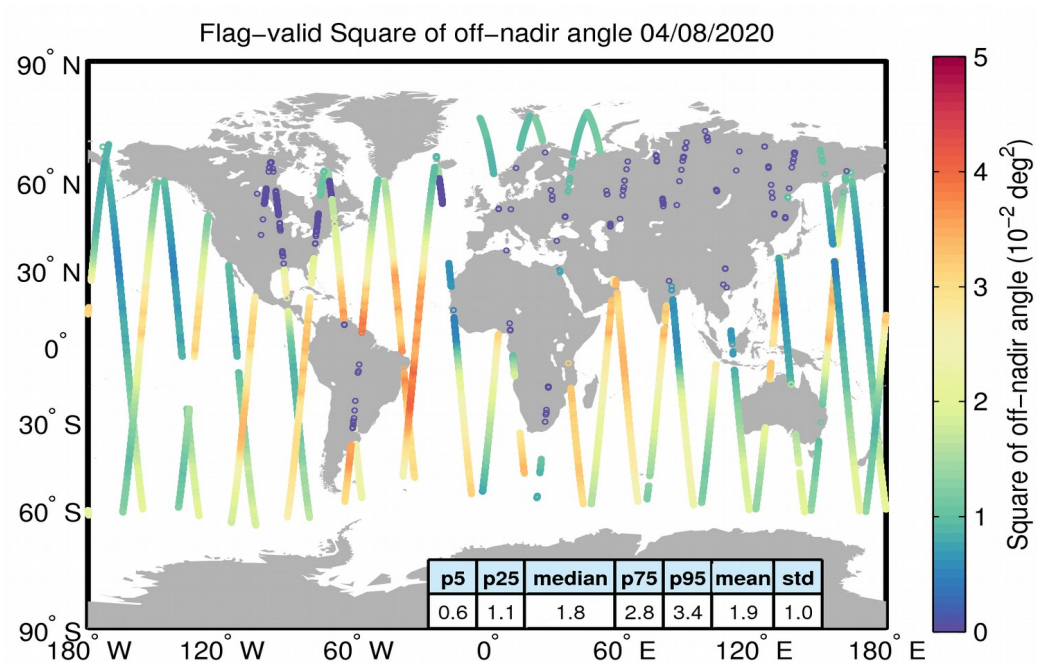 Flag−valid Square of off−nadir angle 04/08/2020
90° N
60° N
30° N
0°
30° S
60° S
90° S
180° W
120° W
60° W
0°
60° E
120° E
180° E
p5 p25 median p75 p95 mean std
0.6 1.1 1.8 2.8 3.4 1.9 1.0
5
4
3
2
1
0
Square of off−nadir angle (10⁻² deg²)